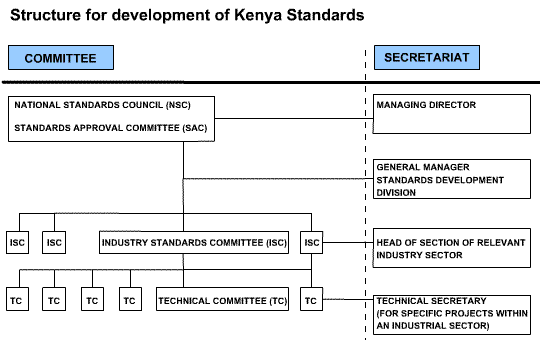 Structure for development of Kenya Standards
COMMITTEE
SECRETARIAT
NATIONAL STANDARDS COUNCIL (NSC)
STANDARDS APPROVAL COMMITTEE (SAC)
MANAGING DIRECTOR
GENERAL MANAGER
STANDARDS DEVELOPMENT
DIVISION
ISC
ISC
INDUSTRY STANDARDS COMMITTEE (ISC)
ISC
HEAD OF SECTION OF RELEVANT
INDUSTRY SECTOR
TC
TC
TC
TC
TECHNICAL COMMITTEE (TC)
TC
TECHNICAL SECRETARY
(FOR SPECIFIC PROJECTS WITHIN
AN INDUSTRIAL SECTOR)